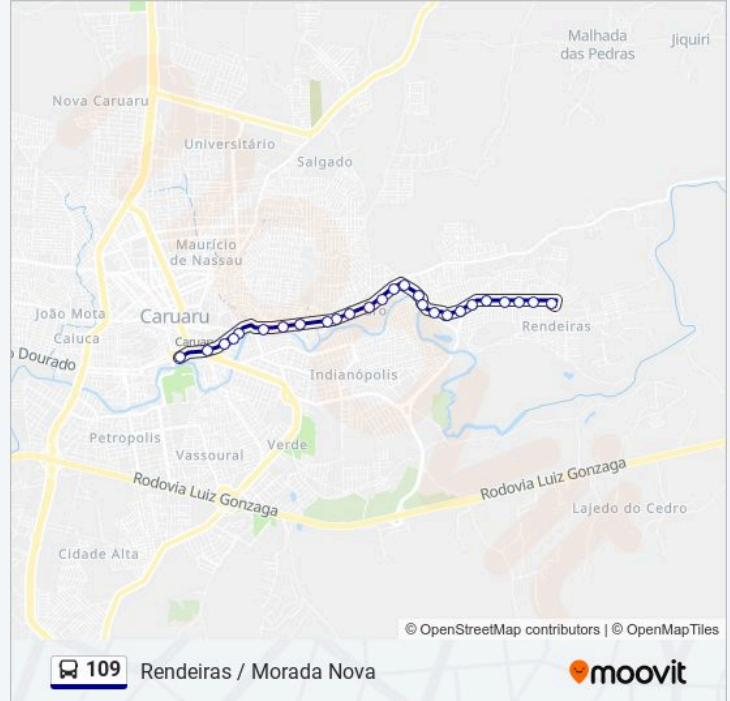 Malhada
das Pedras
Jiquiri
Nova Caruaru
Universitário
Salgado
Maurício
de Nassau
João Mota
Caruaru
Caiuca
Dourado
Rendeiras
Indianópolis
Petropolis
Verde
Vassoural
Rodovia Luiz Gonzaga
Rodovia Luiz Gonzaga
Lajedo do Cedro
Cidade Alta
© OpenStreetMap contributors | © OpenMapTiles
109 Rendeiras / Morada Nova
moovit